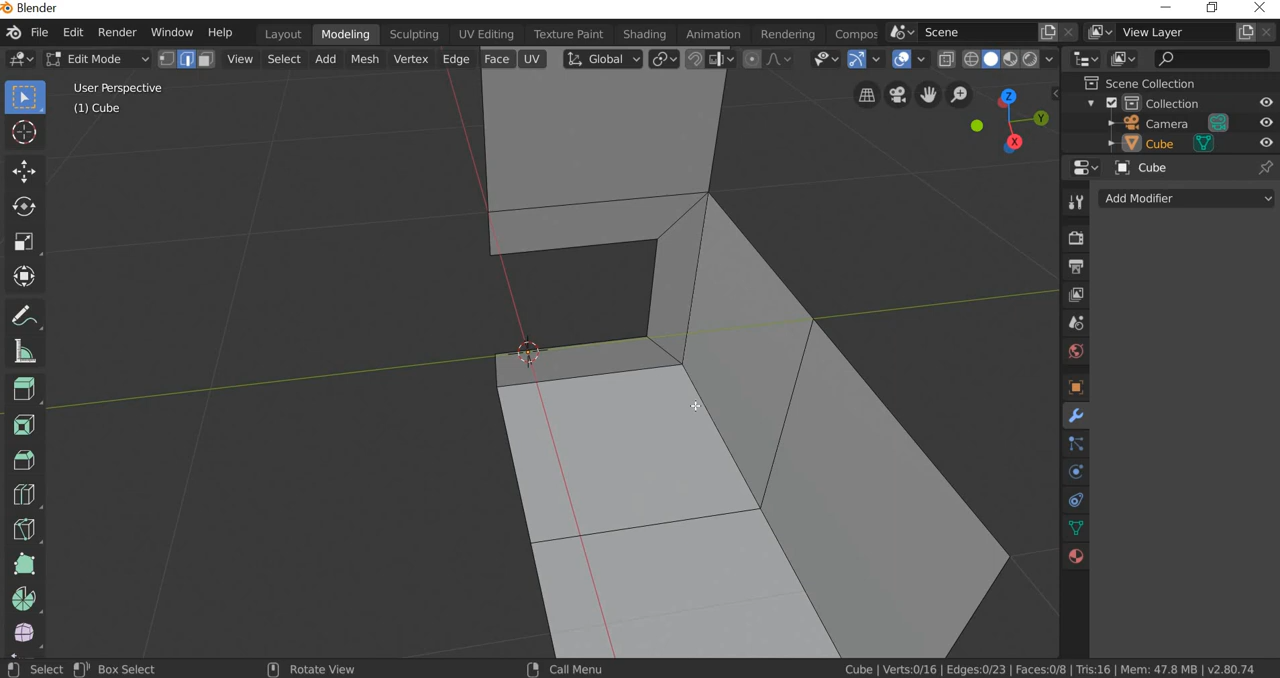 Blender
File Edit Render Window Help Layout Modeling Sculpting UV Editing Texture Paint Shading Animation Rendering Compos Scene View Layer
Edit Mode View Select Add Mesh Vertex Edge Face UV Global
User Perspective
(1) Cube
Z
Y
X
Scene Collection
Collection
Camera
Cube
Cube
Add Modifier
Select Box Select Rotate View Call Menu Cube | Verts:0/16 | Edges:0/23 | Faces:0/8 | Tris:16 | Mem: 47.8 MB | v2.80.74